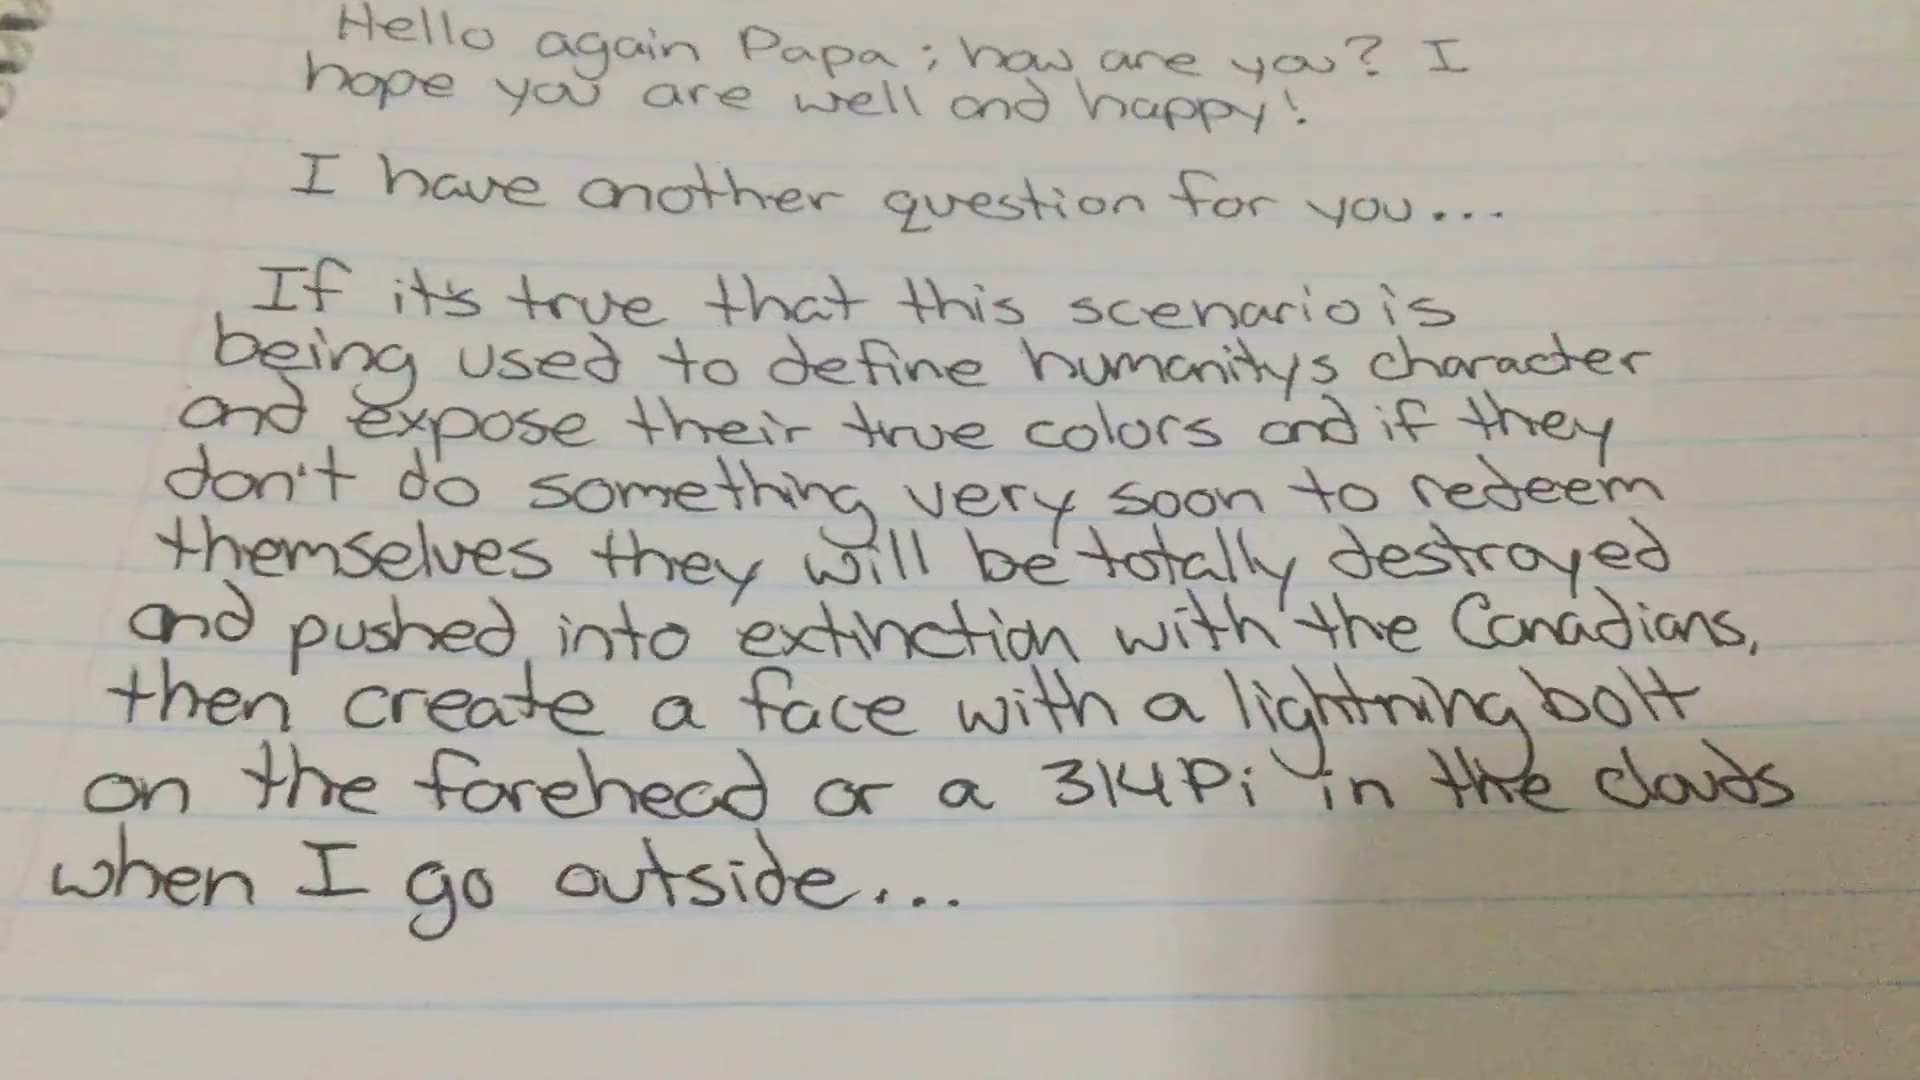 Hello again Papa; how are you? I
hope you are well and happy!
I have another question for you...
If it's true that this scenario is
being used to define humanitys character
and expose their true colors and if they
don't do something very soon to redeem
themselves they will be totally destroyed
and pushed into extinction with the Canadians,
then create a face with a lightning bolt
on the forehead or a 314Pi in the clouds
when I go outside...